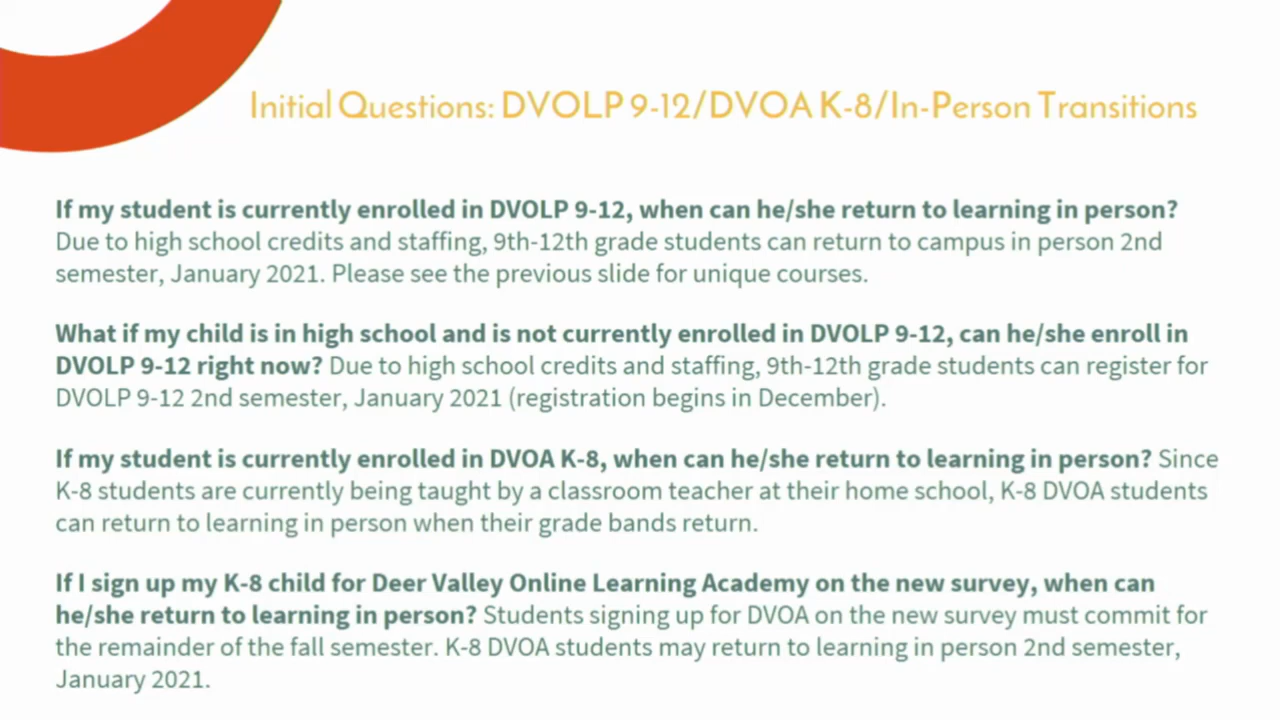 Initial Questions: DVOLP 9-12/DVOA K-8/In-Person Transitions
If my student is currently enrolled in DVOLP 9-12, when can he/she return to learning in person?
Due to high school credits and staffing, 9th-12th grade students can return to campus in person 2nd
semester, January 2021. Please see the previous slide for unique courses.
What if my child is in high school and is not currently enrolled in DVOLP 9-12, can he/she enroll in
DVOLP 9-12 right now? Due to high school credits and staffing, 9th-12th grade students can register for
DVOLP 9-12 2nd semester, January 2021 (registration begins in December).
If my student is currently enrolled in DVOA K-8, when can he/she return to learning in person? Since
K-8 students are currently being taught by a classroom teacher at their home school, K-8 DVOA students
can return to learning in person when their grade bands return.
If I sign up my K-8 child for Deer Valley Online Learning Academy on the new survey, when can
he/she return to learning in person? Students signing up for DVOA on the new survey must commit for
the remainder of the fall semester. K-8 DVOA students may return to learning in person 2nd semester,
January 2021.